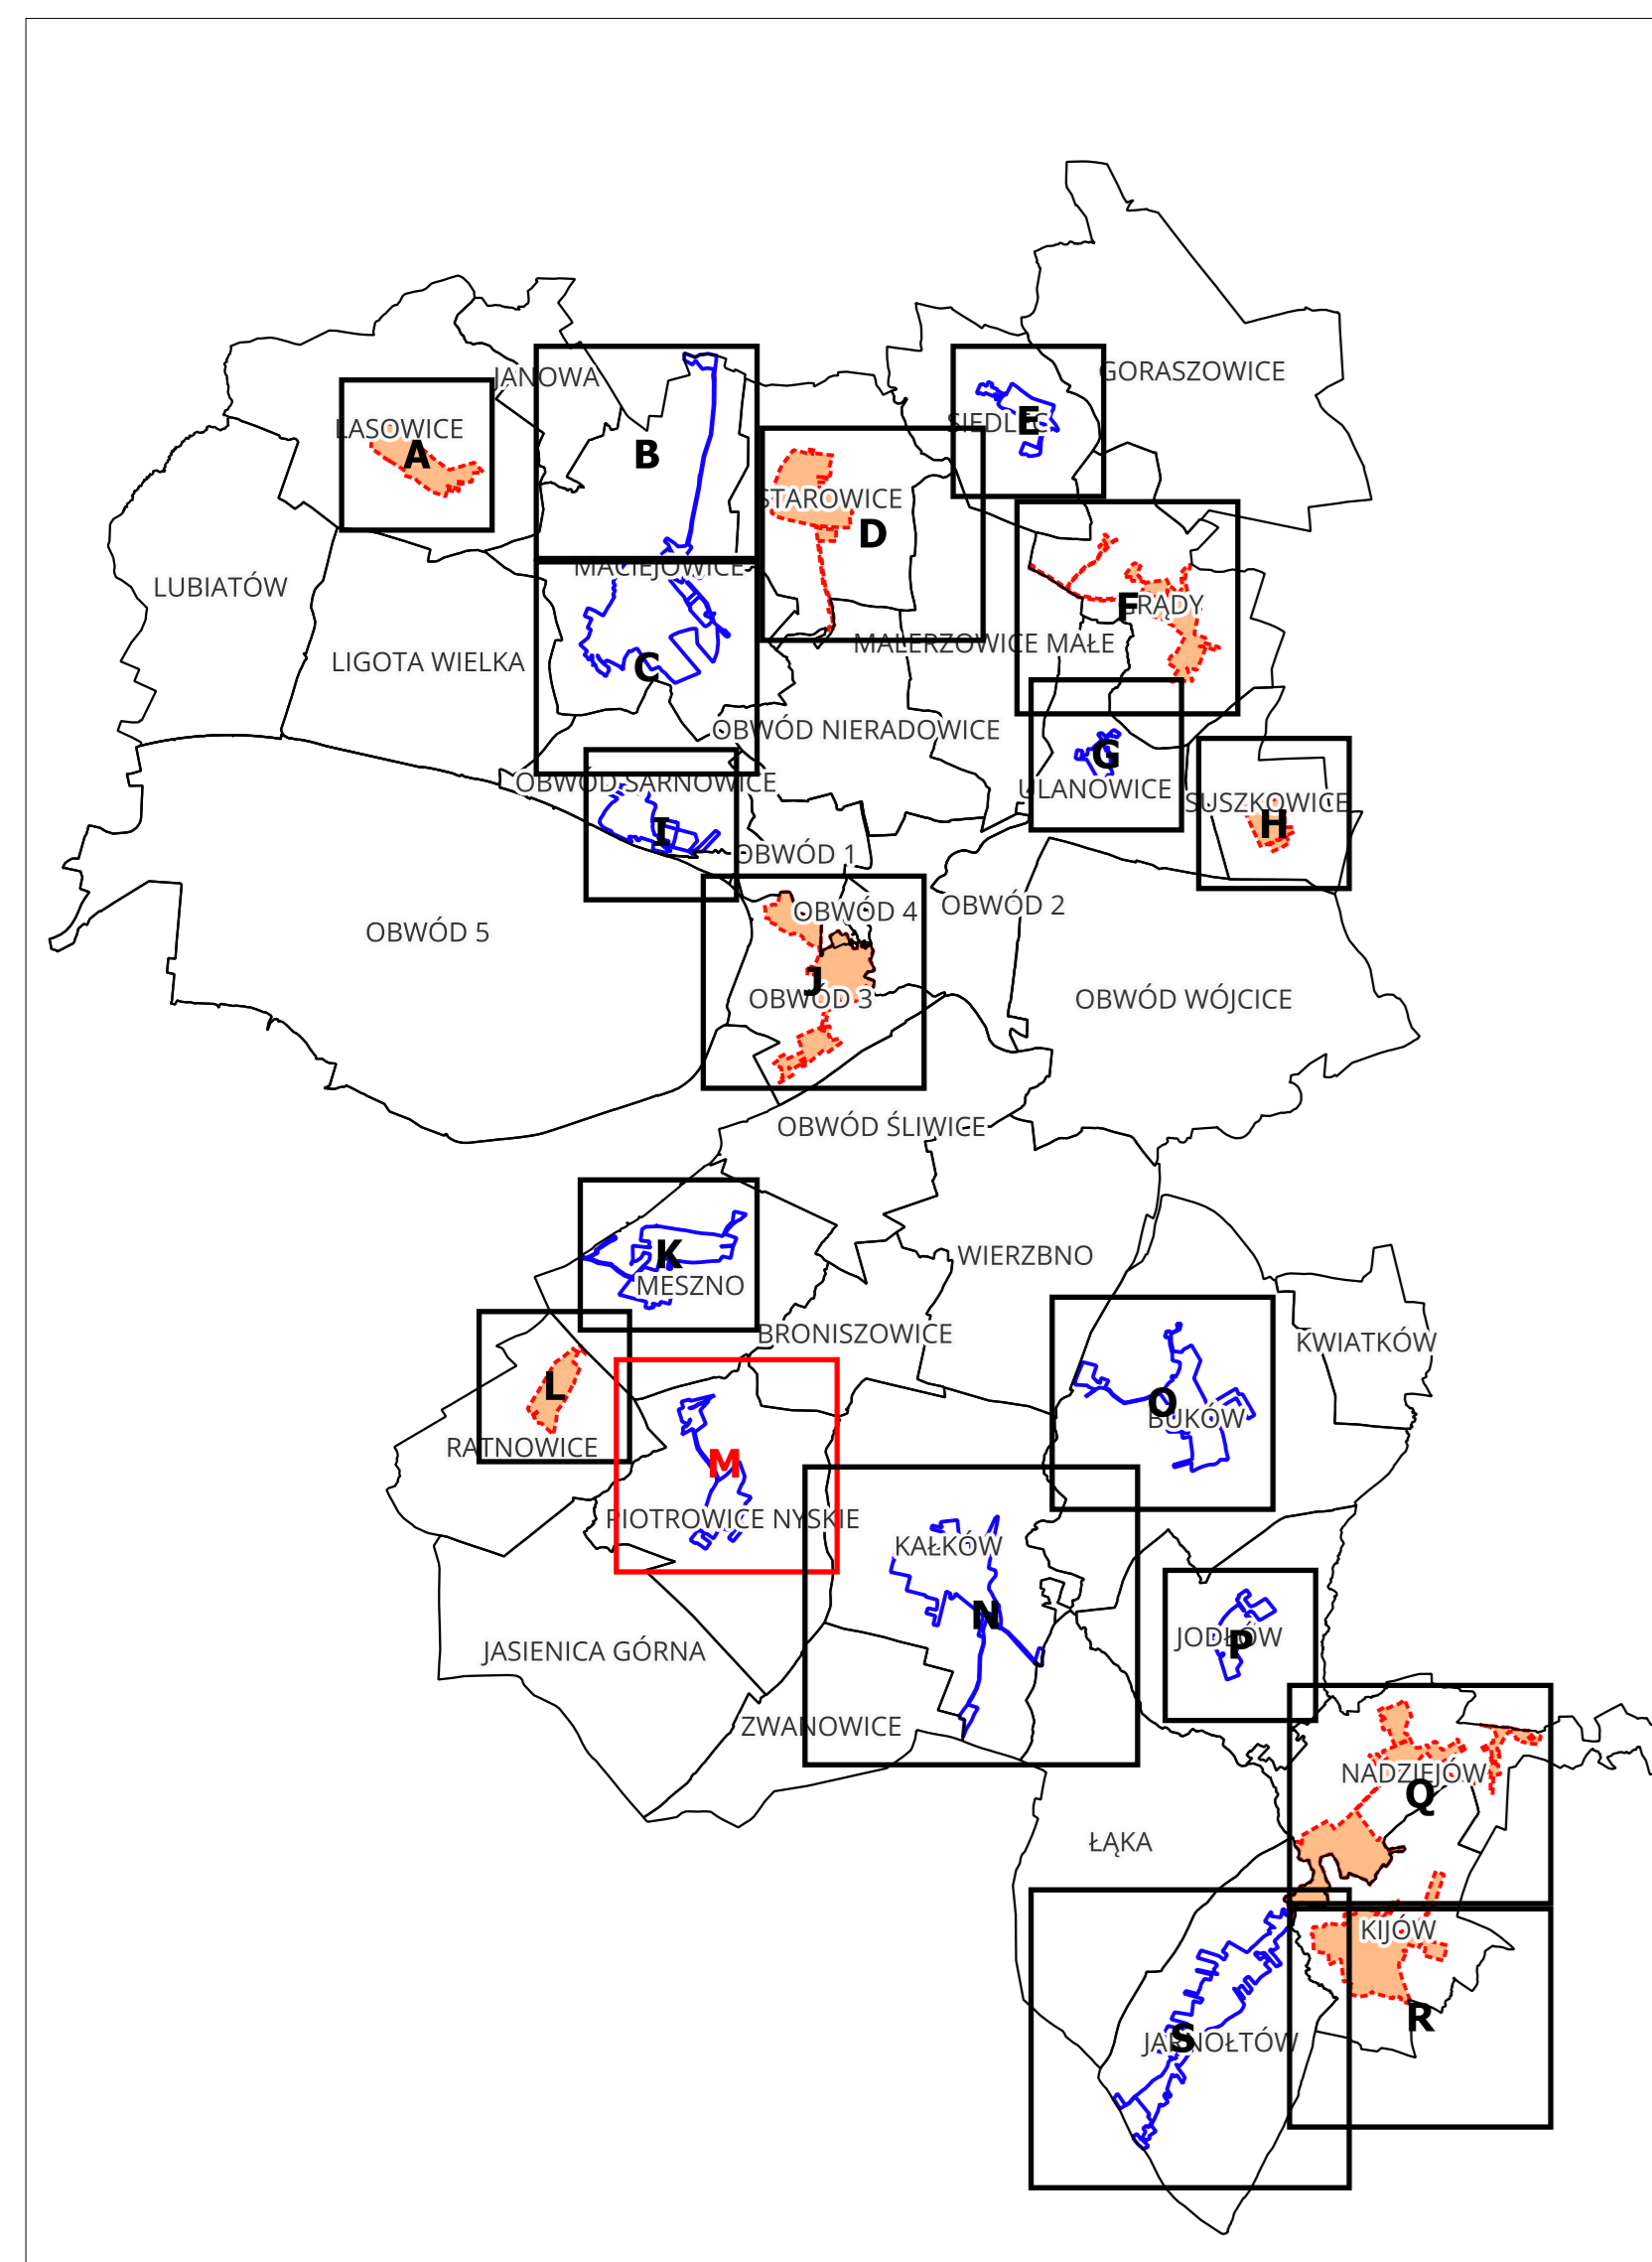 GORASZOWICE
JANOWA
LASOWICE
A
B
SIEDLEC
E
STAROWICE
D
MACIEJOWICE
LUBIATÓW
GRĄDY
F
LIGOTA WIELKA
C
MALERZOWICE MAŁE
OBWÓD NIERADOWICE
G
OBWÓD SARNOWICE
ULANOWICE
SUSZKOWICE
H
I
OBWÓD 1
OBWÓD 2
OBWÓD 4
OBWÓD 5
J
OBWÓD 3
OBWÓD WÓJCICE
OBWÓD ŚLIWICE
K
WIERZBNO
MESZNO
BRONISZOWICE
KWIATKÓW
L
O
BUKÓW
RATNOWICE
M
PIOTROWICE NYSKIE
KAŁKÓW
N
JODŁÓW
P
JASIENICA GÓRNA
ZWANOWICE
NADZIEJÓW
Q
ŁĄKA
KIJÓW
R
S
JARNOŁTÓW